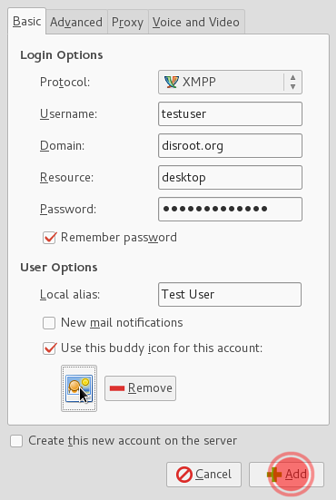 Basic Advanced Proxy Voice and Video
Login Options
Protocol: XMPP
Username: testuser
Domain: disroot.org
Resource: desktop
Password: ●●●●●●●●●●●●●
Remember password
User Options
Local alias: Test User
New mail notifications
Use this buddy icon for this account:
Remove
Create this new account on the server
Cancel Add